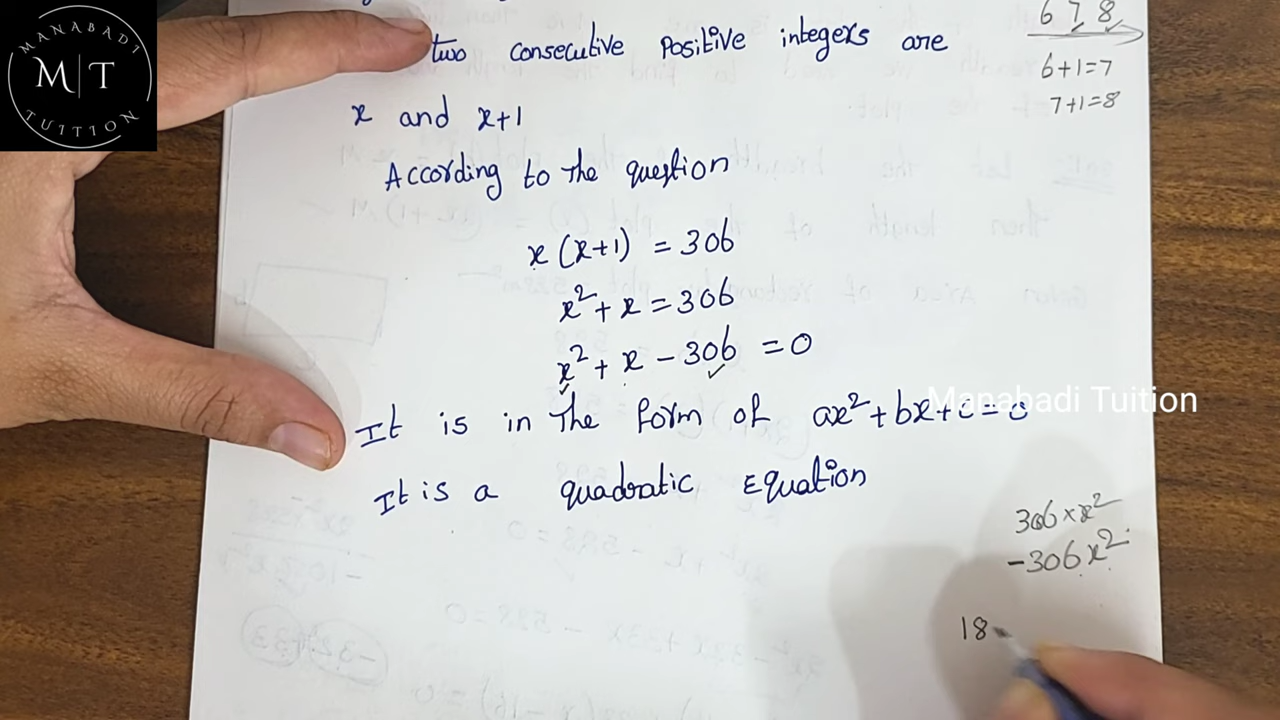 MANABADI
M|T
TUITION
two consecutive positive integers are
x and x+1
According to the question
x (x+1) = 306
x² + x = 306
x² + x - 306 = 0
It is in the form of ax² + bx + c = 0
It is a quadratic Equation
6 7 8
6+1=7
7+1=8
Manabadi Tuition
306 × x²
-306x²
18